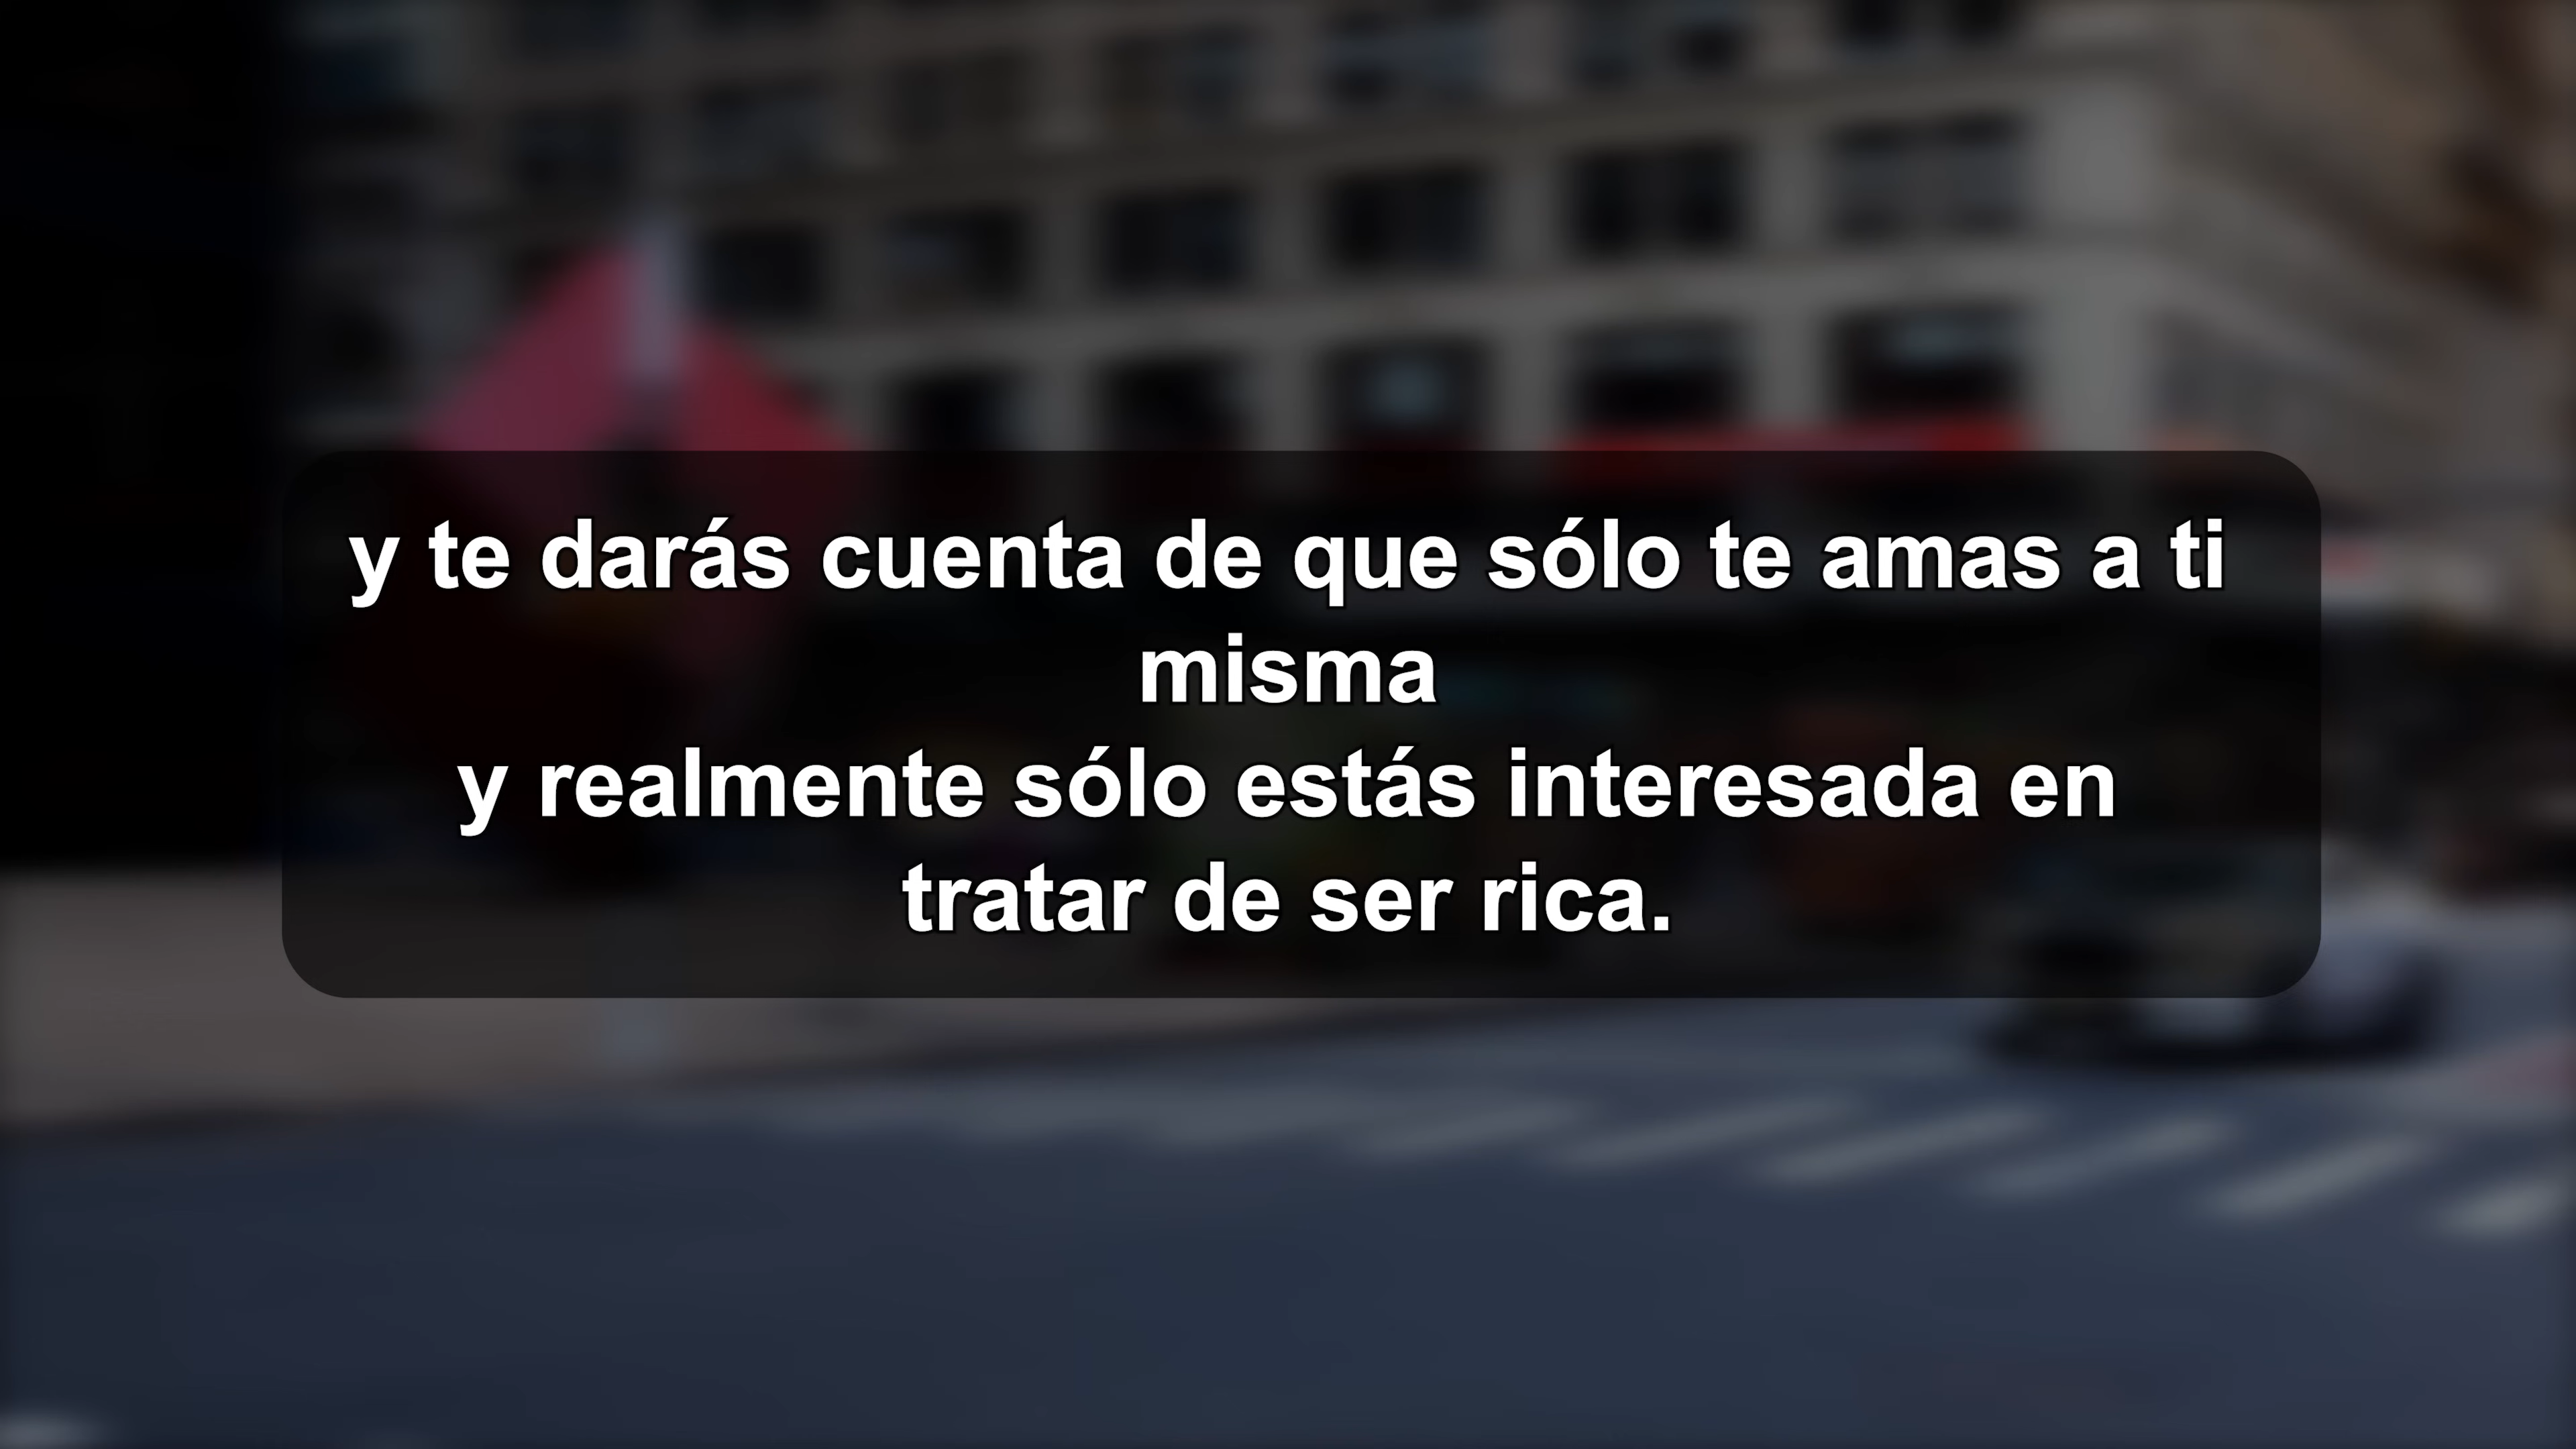 y te darás cuenta de que sólo te amas a ti
misma
y realmente sólo estás interesada en
tratar de ser rica.